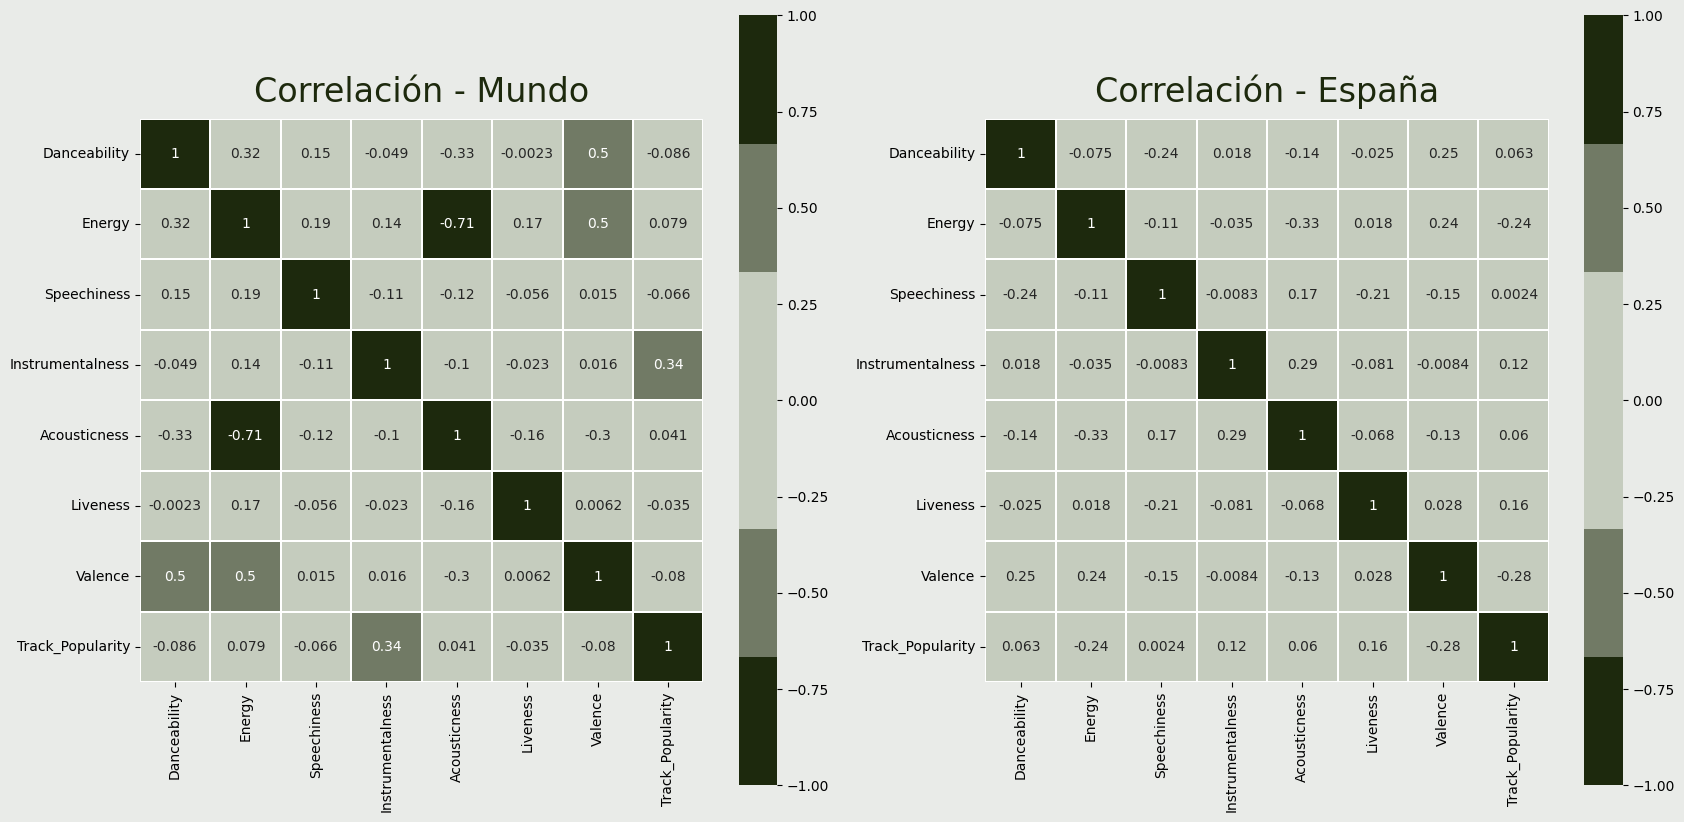 Correlación - Mundo
Danceability 1 0.32 0.15 -0.049 -0.33 -0.0023 0.5 -0.086
Energy 0.32 1 0.19 0.14 -0.71 0.17 0.5 0.079
Speechiness 0.15 0.19 1 -0.11 -0.12 -0.056 0.015 -0.066
Instrumentalness -0.049 0.14 -0.11 1 -0.1 -0.023 0.016 0.34
Acousticness -0.33 -0.71 -0.12 -0.1 1 -0.16 -0.3 0.041
Liveness -0.0023 0.17 -0.056 -0.023 -0.16 1 0.0062 -0.035
Valence 0.5 0.5 0.015 0.016 -0.3 0.0062 1 -0.08
Track_Popularity -0.086 0.079 -0.066 0.34 0.041 -0.035 -0.08 1
Danceability
Energy
Speechiness
Instrumentalness
Acousticness
Liveness
Valence
Track_Popularity
1.00
0.75
0.50
0.25
0.00
−0.25
−0.50
−0.75
−1.00
Correlación - España
Danceability 1 -0.075 -0.24 0.018 -0.14 -0.025 0.25 0.063
Energy -0.075 1 -0.11 -0.035 -0.33 0.018 0.24 -0.24
Speechiness -0.24 -0.11 1 -0.0083 0.17 -0.21 -0.15 0.0024
Instrumentalness 0.018 -0.035 -0.0083 1 0.29 -0.081 -0.0084 0.12
Acousticness -0.14 -0.33 0.17 0.29 1 -0.068 -0.13 0.06
Liveness -0.025 0.018 -0.21 -0.081 -0.068 1 0.028 0.16
Valence 0.25 0.24 -0.15 -0.0084 -0.13 0.028 1 -0.28
Track_Popularity 0.063 -0.24 0.0024 0.12 0.06 0.16 -0.28 1
Danceability
Energy
Speechiness
Instrumentalness
Acousticness
Liveness
Valence
Track_Popularity
1.00
0.75
0.50
0.25
0.00
−0.25
−0.50
−0.75
−1.00